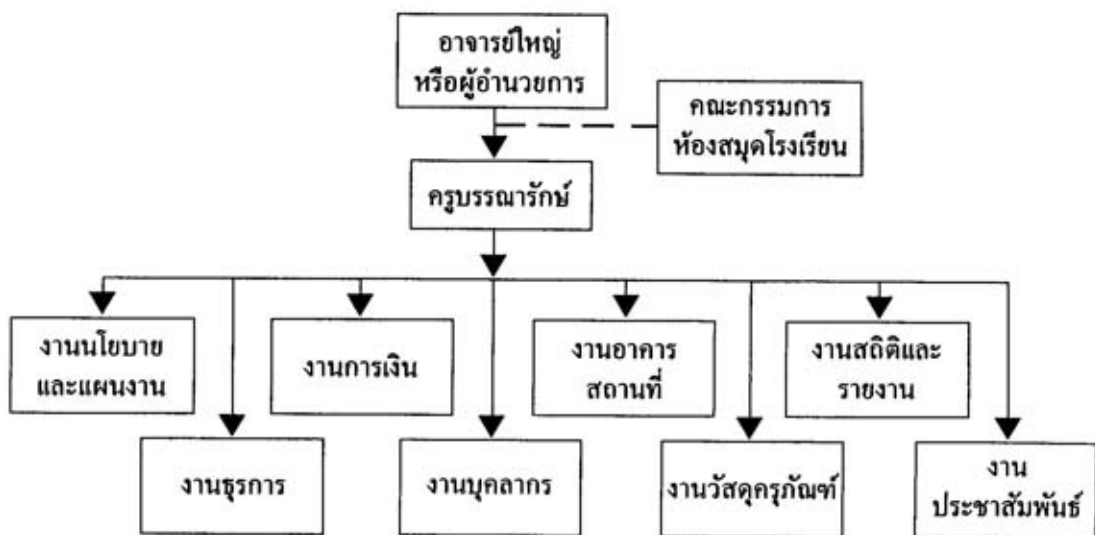 อาจารย์ใหญ่
หรือผู้อำนวยการ
คณะกรรมการ
ห้องสมุดโรงเรียน
ครูบรรณารักษ์
งานนโยบาย
และแผนงาน
งานการเงิน
งานอาคาร
สถานที่
งานสถิติและ
รายงาน
งานธุรการ
งานบุคลากร
งานวัสดุครุภัณฑ์
งาน
ประชาสัมพันธ์